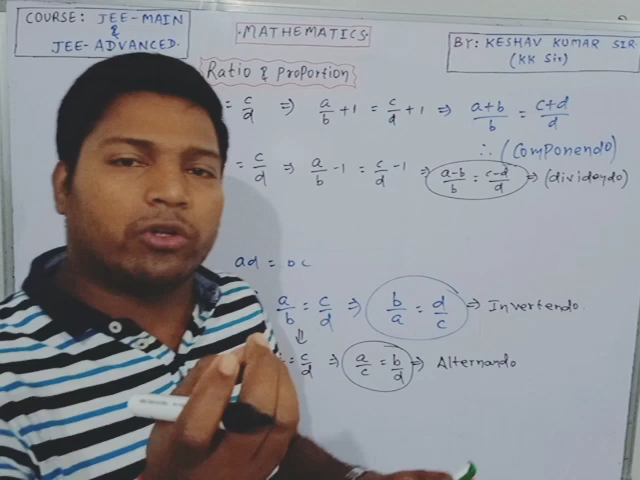 COURSE: JEE-MAIN
&
JEE-ADVANCED.
MATHEMATICS
BY: KESHAV KUMAR SIR
(KK Sir)
Ratio & Proportion
= c/d ⇒ a/b + 1 = c/d + 1 ⇒ a+b/b = c+d/d
∴ (Componendo)
= c/d ⇒ a/b - 1 = c/d - 1 ⇒ a-b/b = c-d/d ⇒ (dividendo)
ad = bc
a/b = c/d ⇒ b/a = d/c ⇒ Invertendo.
⇓
= c/d ⇒ a/c = b/d ⇒ Alternando